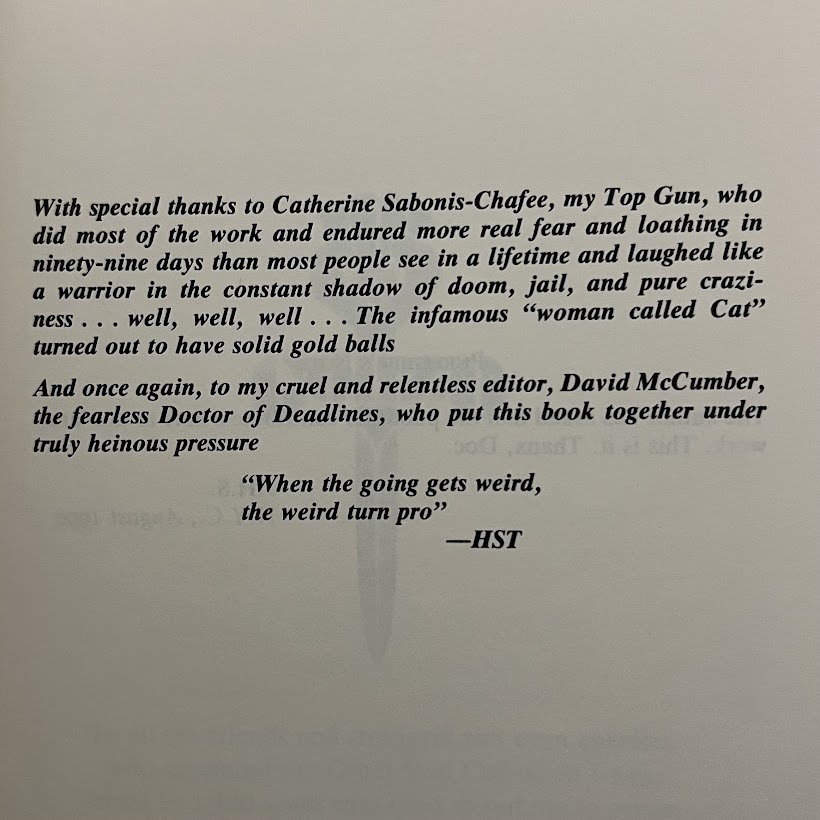 With special thanks to Catherine Sabonis-Chafee, my Top Gun, who
did most of the work and endured more real fear and loathing in
ninety-nine days than most people see in a lifetime and laughed like
a warrior in the constant shadow of doom, jail, and pure crazi-
ness . . . well, well, well . . . The infamous “woman called Cat”
turned out to have solid gold balls
And once again, to my cruel and relentless editor, David McCumber,
the fearless Doctor of Deadlines, who put this book together under
truly heinous pressure
“When the going gets weird,
the weird turn pro”
—HST